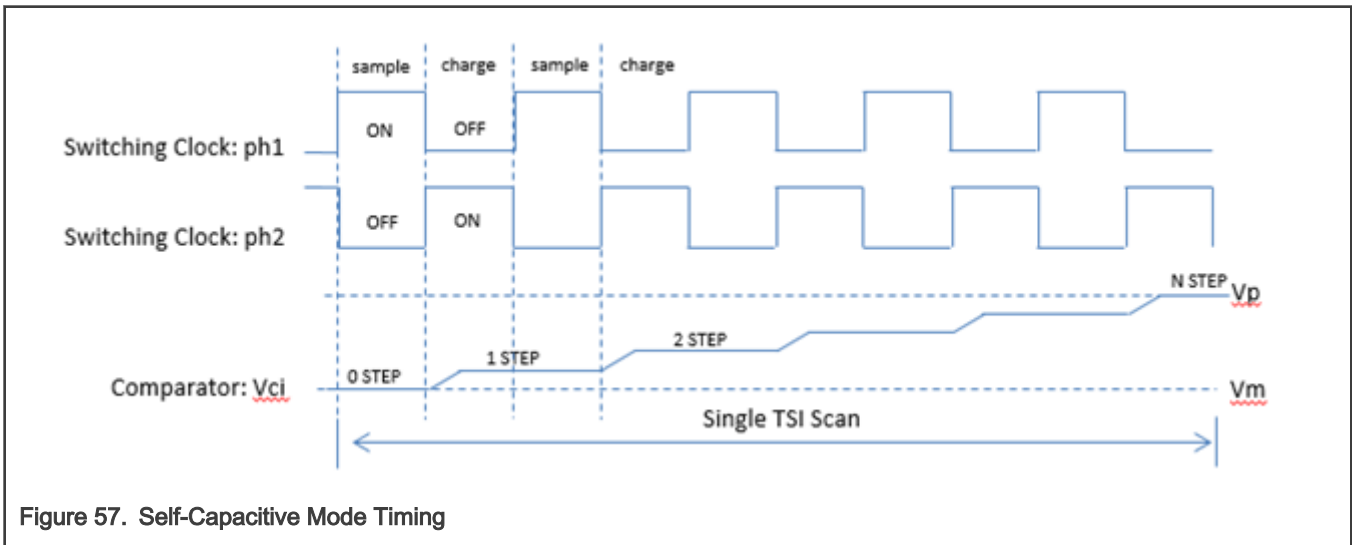 sample charge sample charge
ON OFF
Switching Clock: ph1
OFF ON
Switching Clock: ph2
N STEP Vp
2 STEP
1 STEP
0 STEP
Comparator: Vci Vm
Single TSI Scan
Figure 57. Self-Capacitive Mode Timing